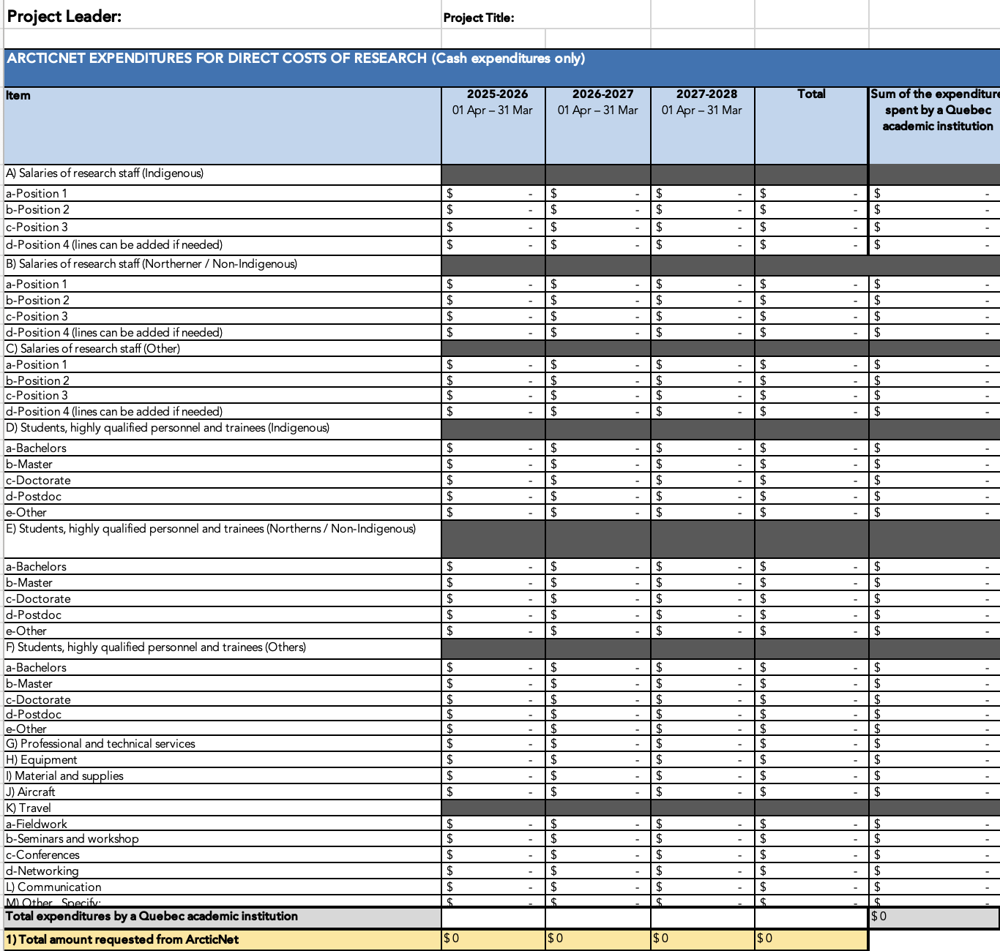 Project Leader: Project Title:
ARCTICNET EXPENDITURES FOR DIRECT COSTS OF RESEARCH (Cash expenditures only)
Item 2025-2026 2026-2027 2027-2028 Total Sum of the expenditure
01 Apr – 31 Mar 01 Apr – 31 Mar 01 Apr – 31 Mar spent by a Quebec
academic institution
A) Salaries of research staff (Indigenous)
a-Position 1 $ - $ - $ - $ - $ -
b-Position 2 $ - $ - $ - $ - $ -
c-Position 3 $ - $ - $ - $ - $ -
d-Position 4 (lines can be added if needed) $ - $ - $ - $ - $ -
B) Salaries of research staff (Northerner / Non-Indigenous)
a-Position 1 $ - $ - $ - $ - $ -
b-Position 2 $ - $ - $ - $ - $ -
c-Position 3 $ - $ - $ - $ - $ -
d-Position 4 (lines can be added if needed) $ - $ - $ - $ - $ -
C) Salaries of research staff (Other)
a-Position 1 $ - $ - $ - $ - $ -
b-Position 2 $ - $ - $ - $ - $ -
c-Position 3 $ - $ - $ - $ - $ -
d-Position 4 (lines can be added if needed) $ - $ - $ - $ - $ -
D) Students, highly qualified personnel and trainees (Indigenous)
a-Bachelors $ - $ - $ - $ - $ -
b-Master $ - $ - $ - $ - $ -
c-Doctorate $ - $ - $ - $ - $ -
d-Postdoc $ - $ - $ - $ - $ -
e-Other $ - $ - $ - $ - $ -
E) Students, highly qualified personnel and trainees (Northerns / Non-Indigenous)
a-Bachelors $ - $ - $ - $ - $ -
b-Master $ - $ - $ - $ - $ -
c-Doctorate $ - $ - $ - $ - $ -
d-Postdoc $ - $ - $ - $ - $ -
e-Other $ - $ - $ - $ - $ -
F) Students, highly qualified personnel and trainees (Others)
a-Bachelors $ - $ - $ - $ - $ -
b-Master $ - $ - $ - $ - $ -
c-Doctorate $ - $ - $ - $ - $ -
d-Postdoc $ - $ - $ - $ - $ -
e-Other $ - $ - $ - $ - $ -
G) Professional and technical services $ - $ - $ - $ - $ -
H) Equipment $ - $ - $ - $ - $ -
I) Material and supplies $ - $ - $ - $ - $ -
J) Aircraft $ - $ - $ - $ - $ -
K) Travel
a-Fieldwork $ - $ - $ - $ - $ -
b-Seminars and workshop $ - $ - $ - $ - $ -
c-Conferences $ - $ - $ - $ - $ -
d-Networking $ - $ - $ - $ - $ -
L) Communication $ - $ - $ - $ - $ -
M) Other. Specify: $ - $ - $ - $ - $ -
Total expenditures by a Quebec academic institution $ 0
1) Total amount requested from ArcticNet $ 0 $ 0 $ 0 $ 0